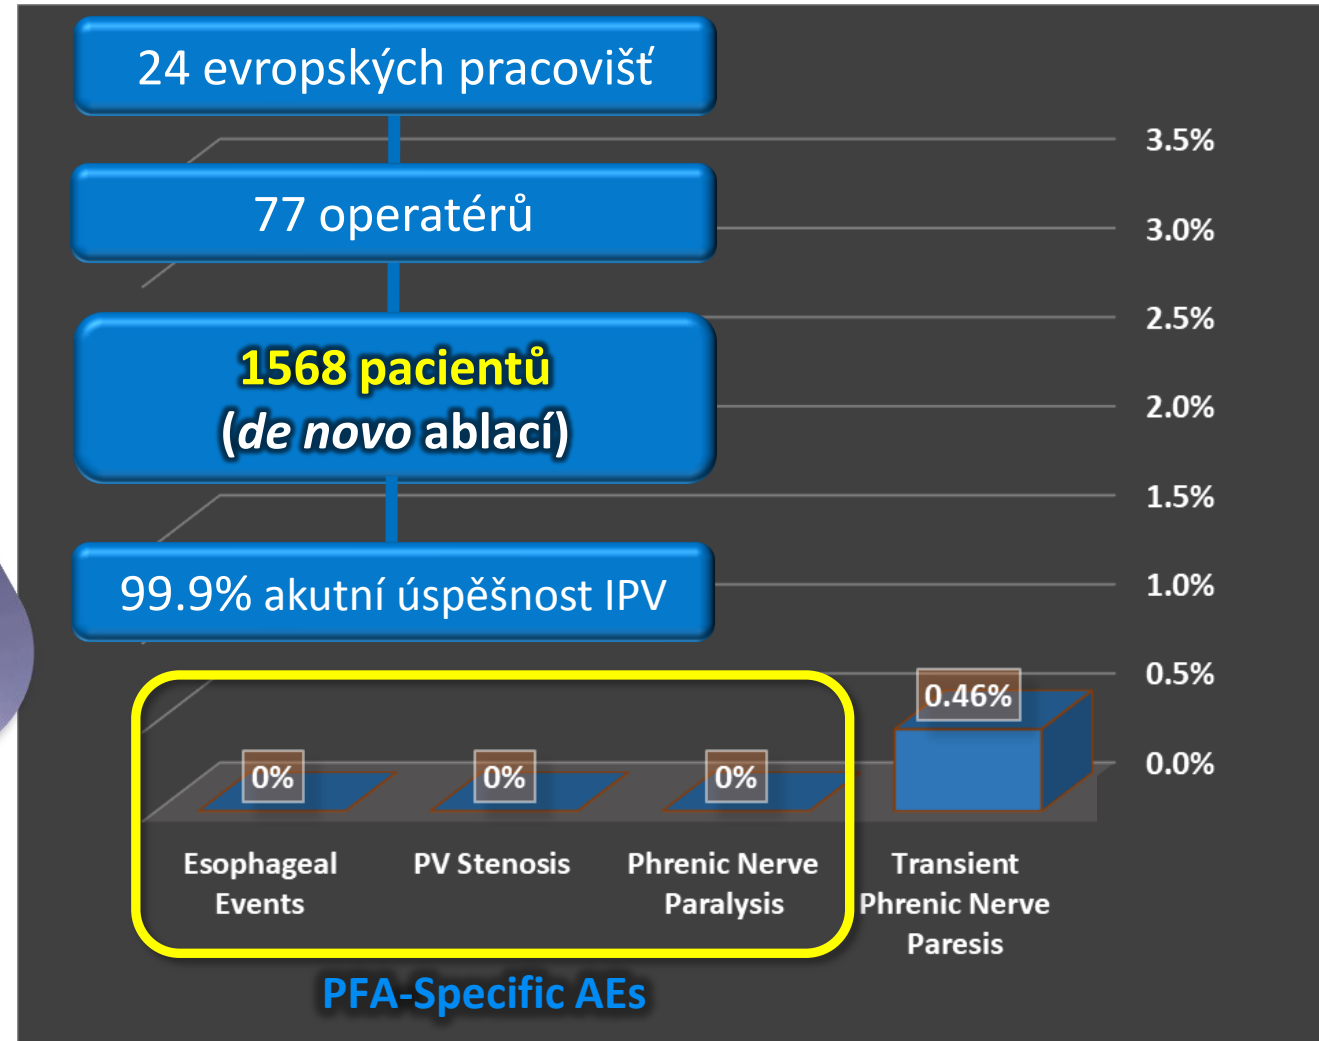 24 evropských pracovišť
77 operatérů
1568 pacientů
(de novo ablací)
99.9% akutní úspěšnost IPV
3.5%
3.0%
2.5%
2.0%
1.5%
1.0%
0.5%
0.0%
0%
0%
0%
0.46%
Esophageal
Events
PV Stenosis
Phrenic Nerve
Paralysis
Transient
Phrenic Nerve
Paresis
PFA-Specific AEs